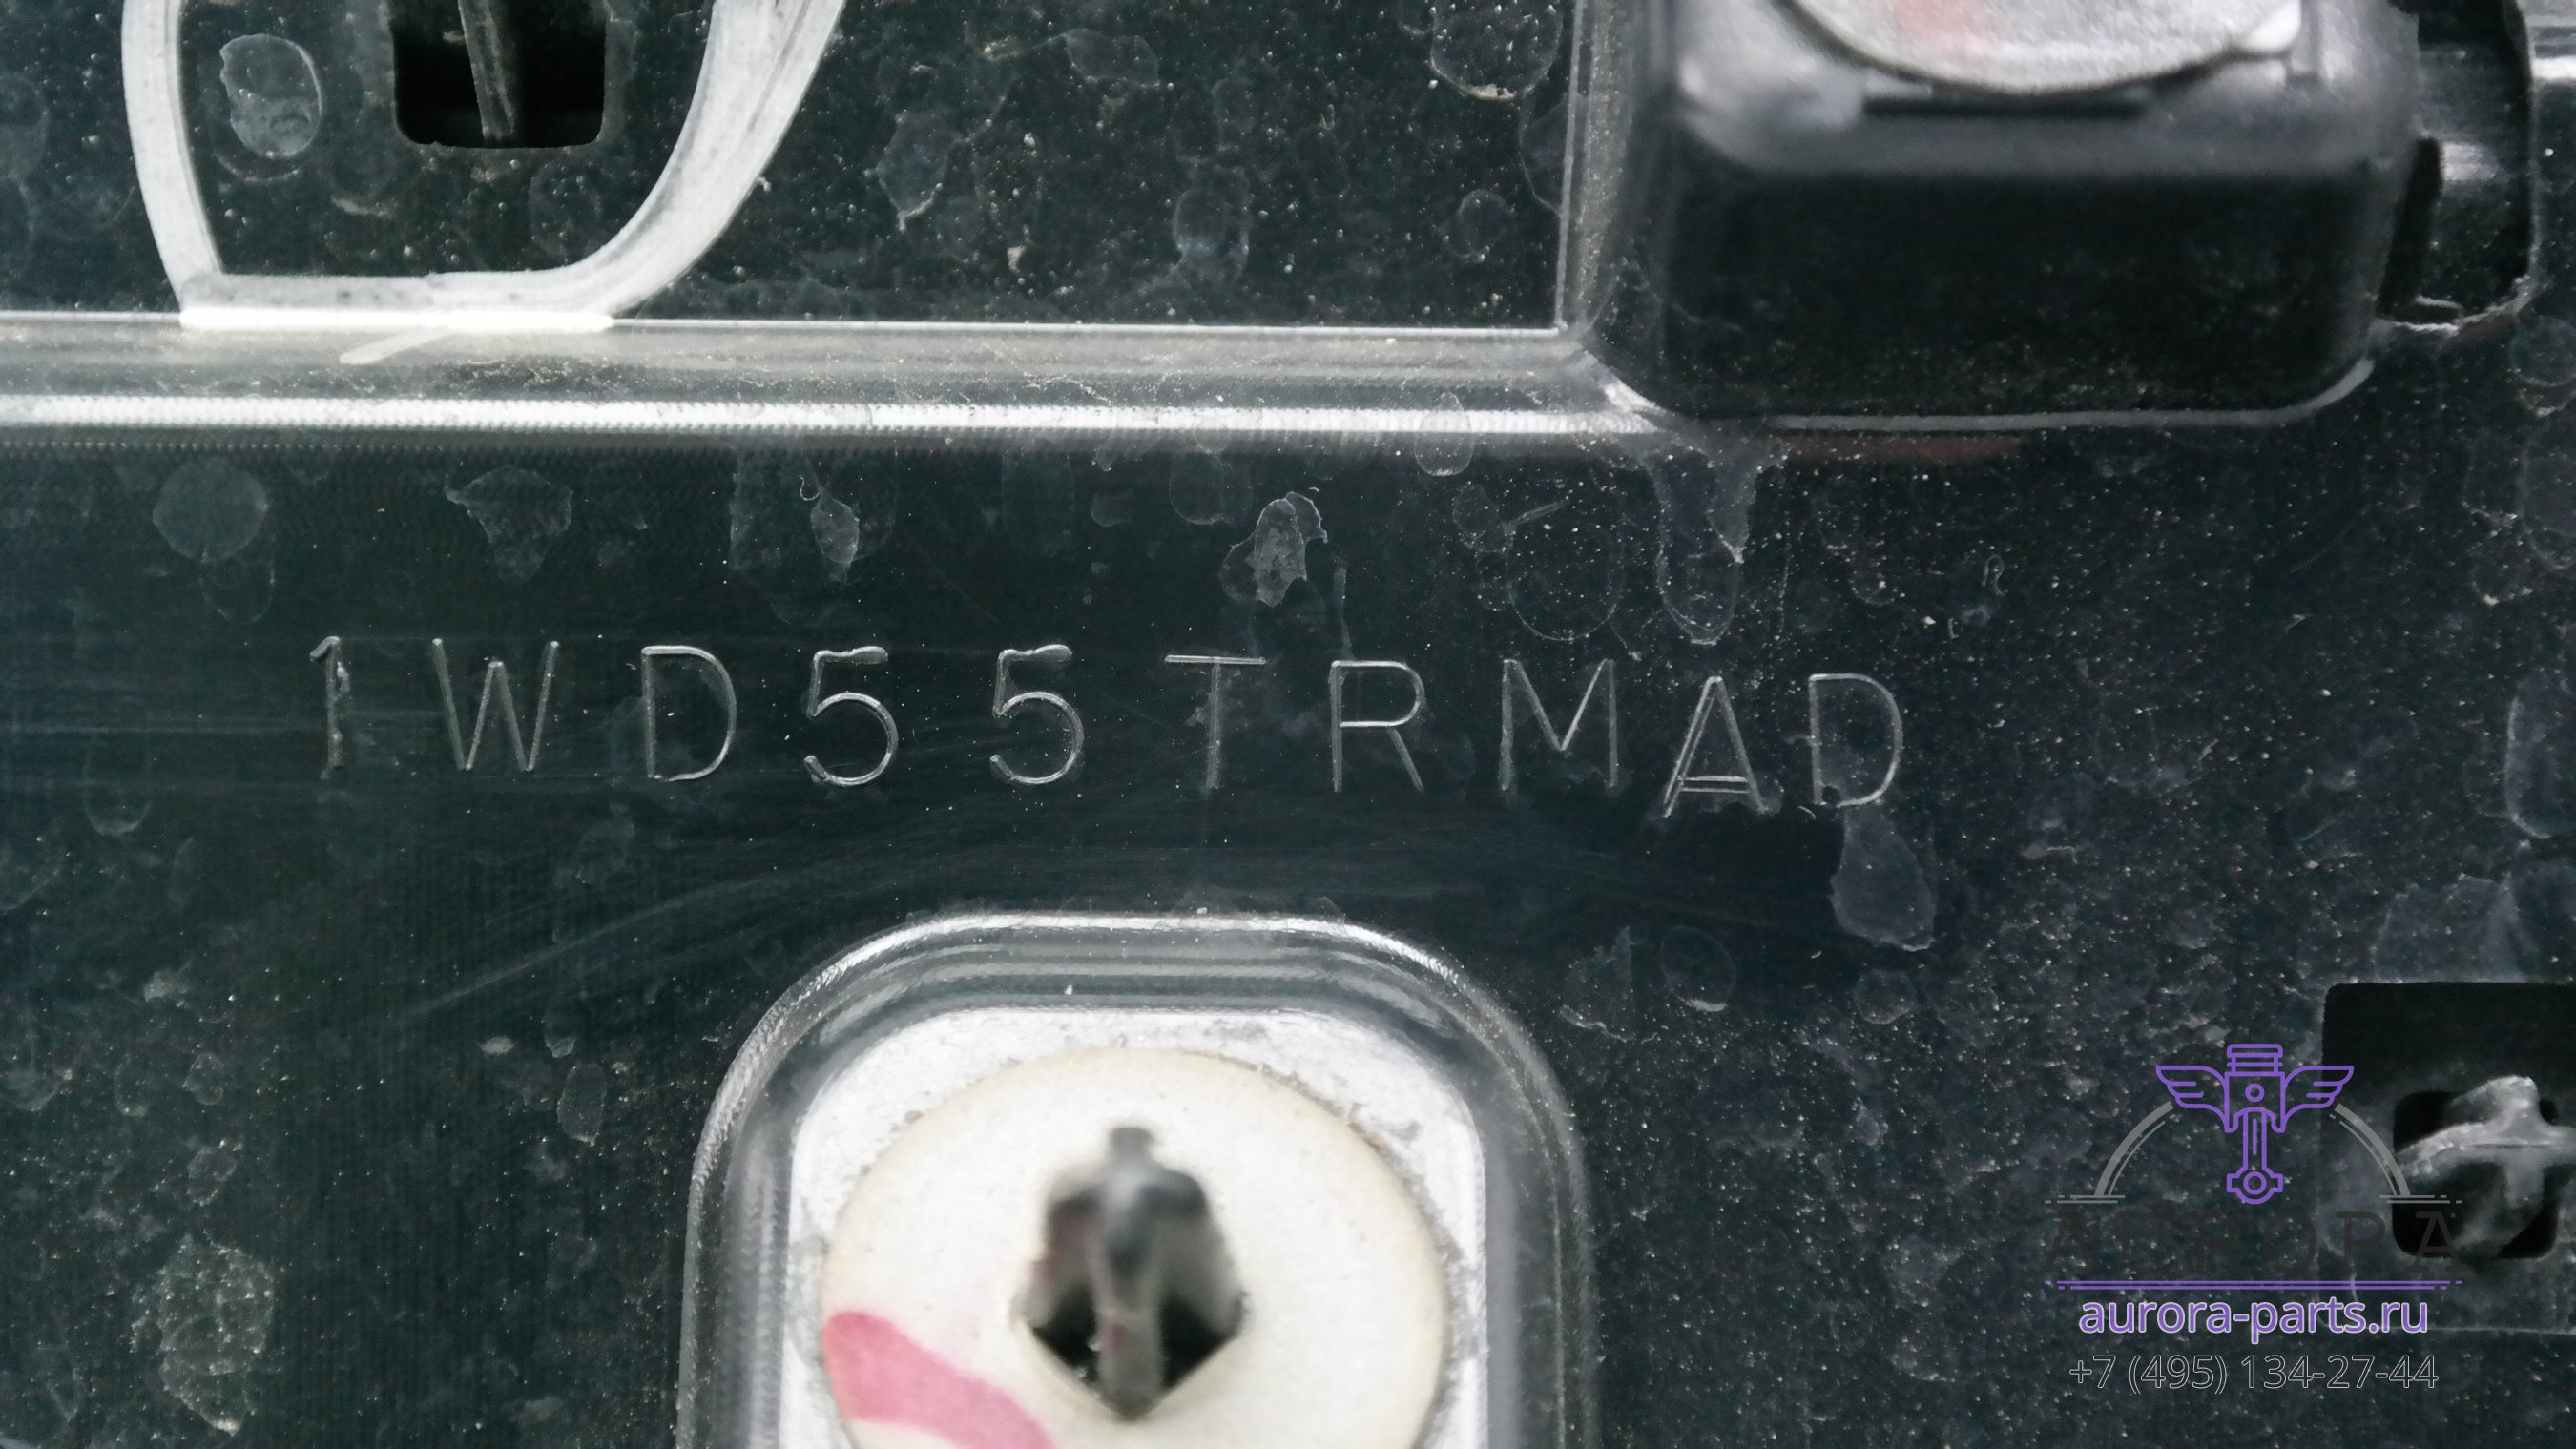 1WD55TRMAD
AURORA
aurora-parts.ru
+7 (495) 134-27-44